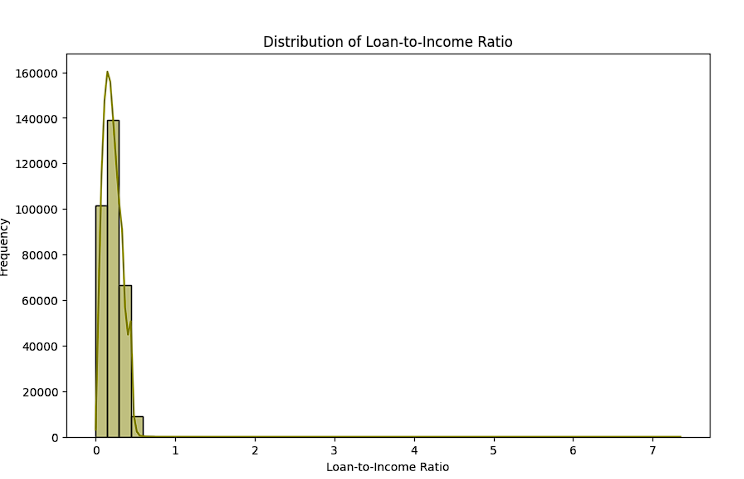 Distribution of Loan-to-Income Ratio
160000
140000
120000
100000
80000
60000
40000
20000
0
Frequency
0 1 2 3 4 5 6 7
Loan-to-Income Ratio